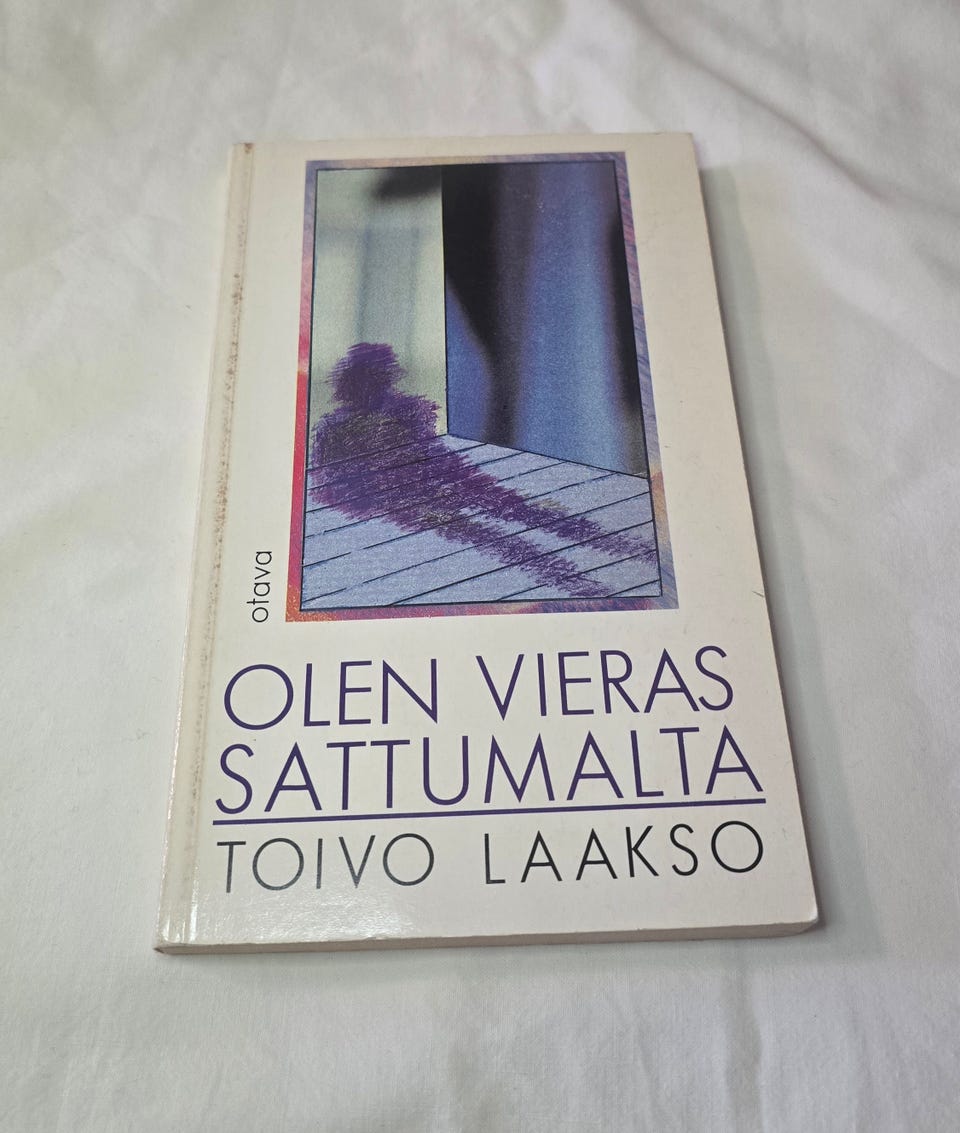 otava
OLEN VIERAS
SATTUMALTA
TOIVO LAAKSO